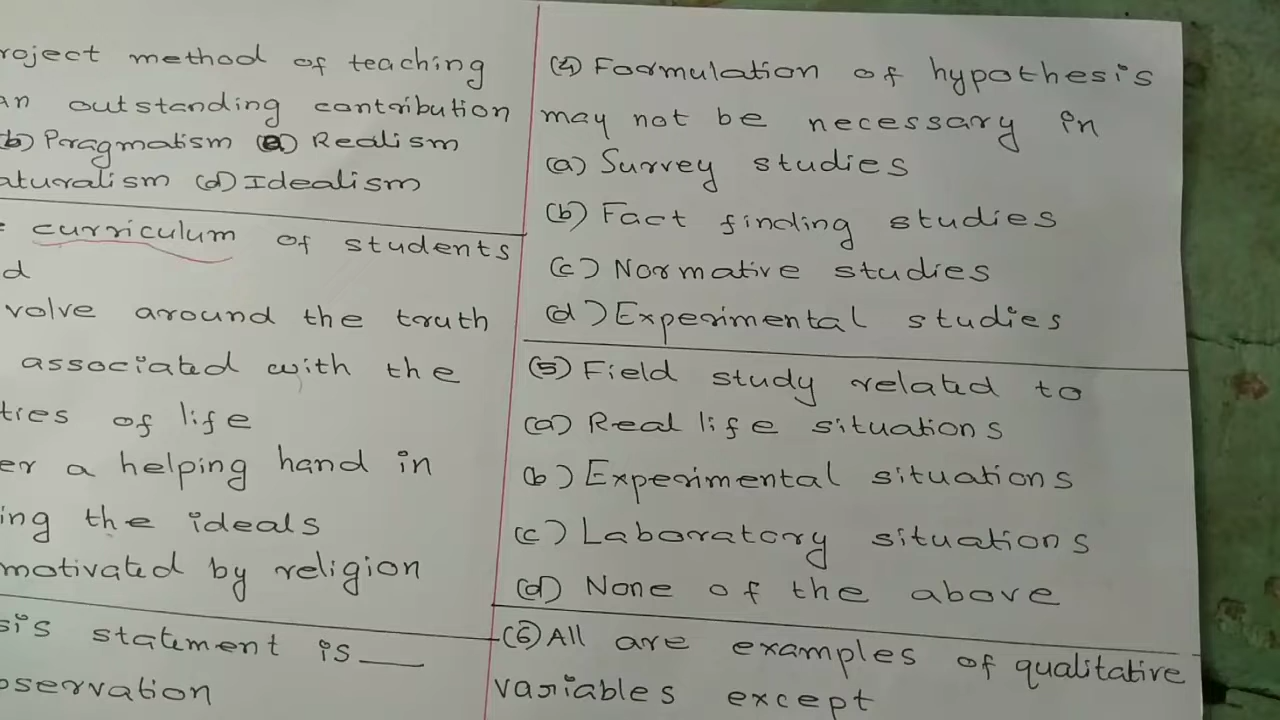 roject method of teaching
an outstanding contribution
(b) Pragmatism (c) Realism
aturalism (d) Idealism
curriculum of students
d
volve around the truth
associated with the
ties of life
er a helping hand in
ing the ideals
motivated by religion
sis statement is ___
bservation
(4) Formulation of hypothesis
may not be necessary in
(a) Survey studies
(b) Fact finding studies
(c) Normative studies
(d) Experimental studies
(5) Field study related to
(a) Real life situations
(b) Experimental situations
(c) Laboratory situations
(d) None of the above
(6) All are examples of qualitative
variables except